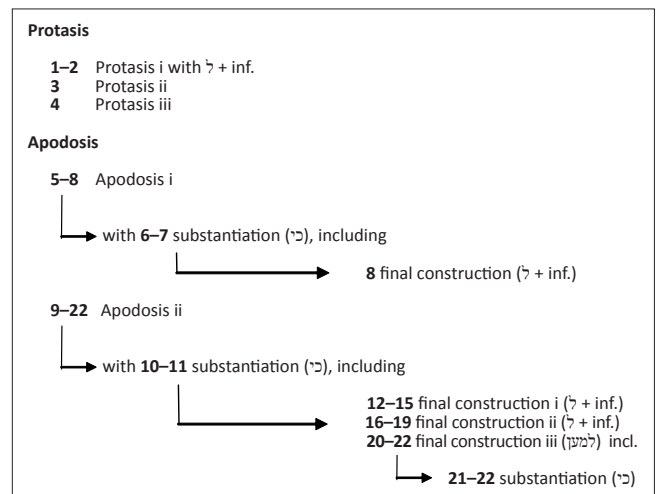 Protasis
1–2 Protasis i with ל + inf.
3 Protasis ii
4 Protasis iii
Apodosis
5–8 Apodosis i
with 6–7 substantiation (כי), including
8 final construction (ל + inf.)
9–22 Apodosis ii
with 10–11 substantiation (כי), including
12–15 final construction i (ל + inf.)
16–19 final construction ii (ל + inf.)
20–22 final construction iii (למען) incl.
21–22 substantiation (כי)